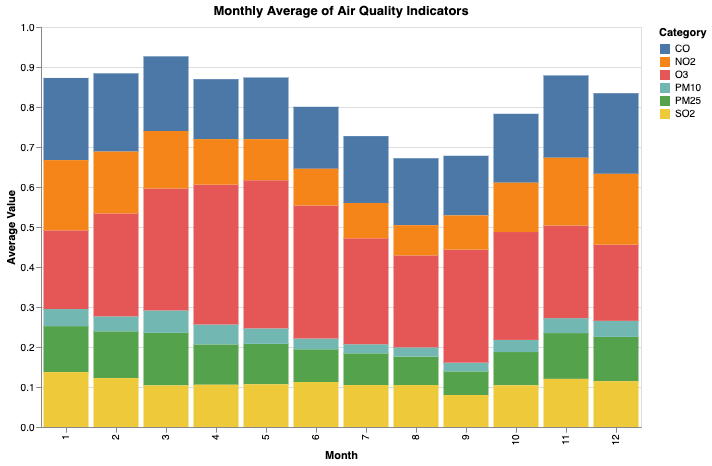 Monthly Average of Air Quality Indicators
1.0
0.9
0.8
0.7
0.6
0.5
0.4
0.3
0.2
0.1
0.0
Average Value
1 2 3 4 5 6 7 8 9 10 11 12
Month
Category
CO
NO2
O3
PM10
PM25
SO2